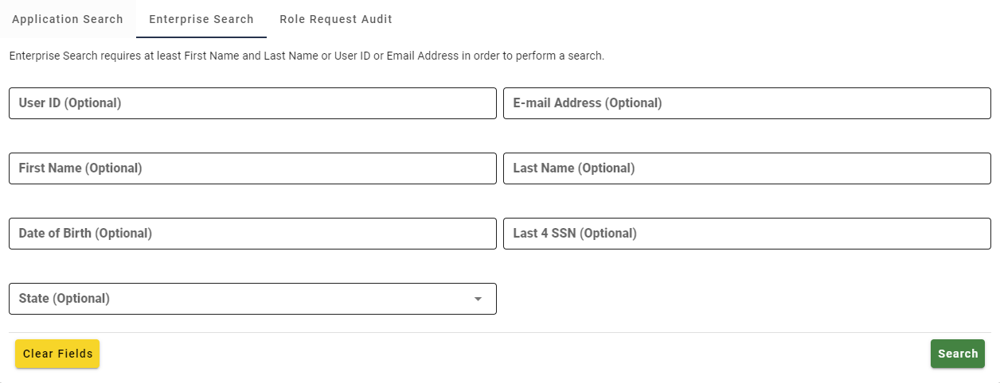 Application Search Enterprise Search Role Request Audit
Enterprise Search requires at least First Name and Last Name or User ID or Email Address in order to perform a search.
User ID (Optional) E-mail Address (Optional)
First Name (Optional) Last Name (Optional)
Date of Birth (Optional) Last 4 SSN (Optional)
State (Optional)
Clear Fields Search